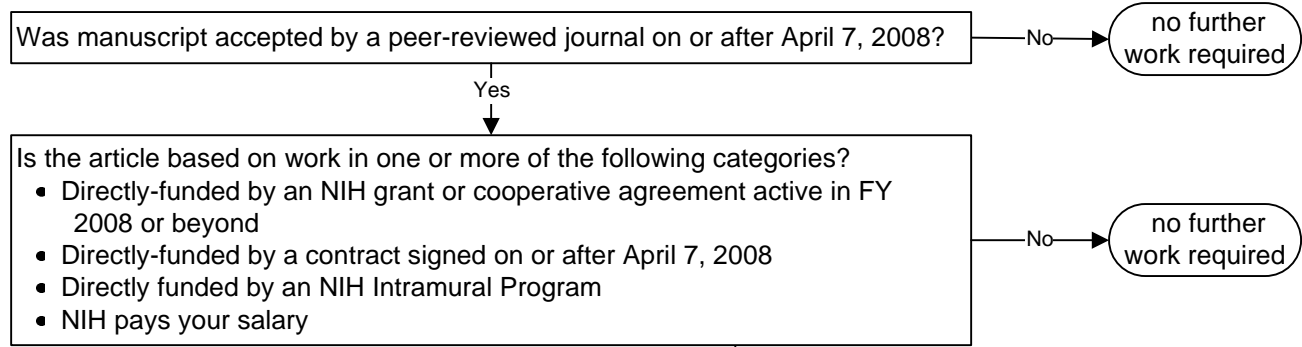 Was manuscript accepted by a peer-reviewed journal on or after April 7, 2008?
No
no further
work required
Yes
Is the article based on work in one or more of the following categories?
• Directly-funded by an NIH grant or cooperative agreement active in FY
2008 or beyond
• Directly-funded by a contract signed on or after April 7, 2008
• Directly funded by an NIH Intramural Program
• NIH pays your salary
No
no further
work required